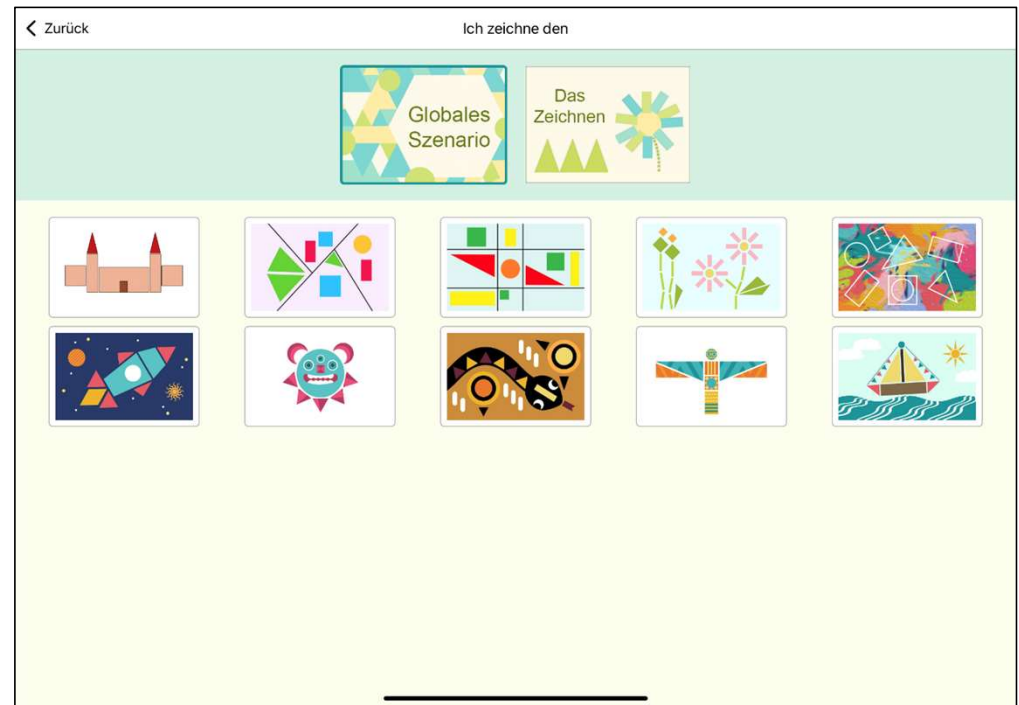 Zurück
Ich zeichne den
Globales
Szenario
Das
Zeichnen